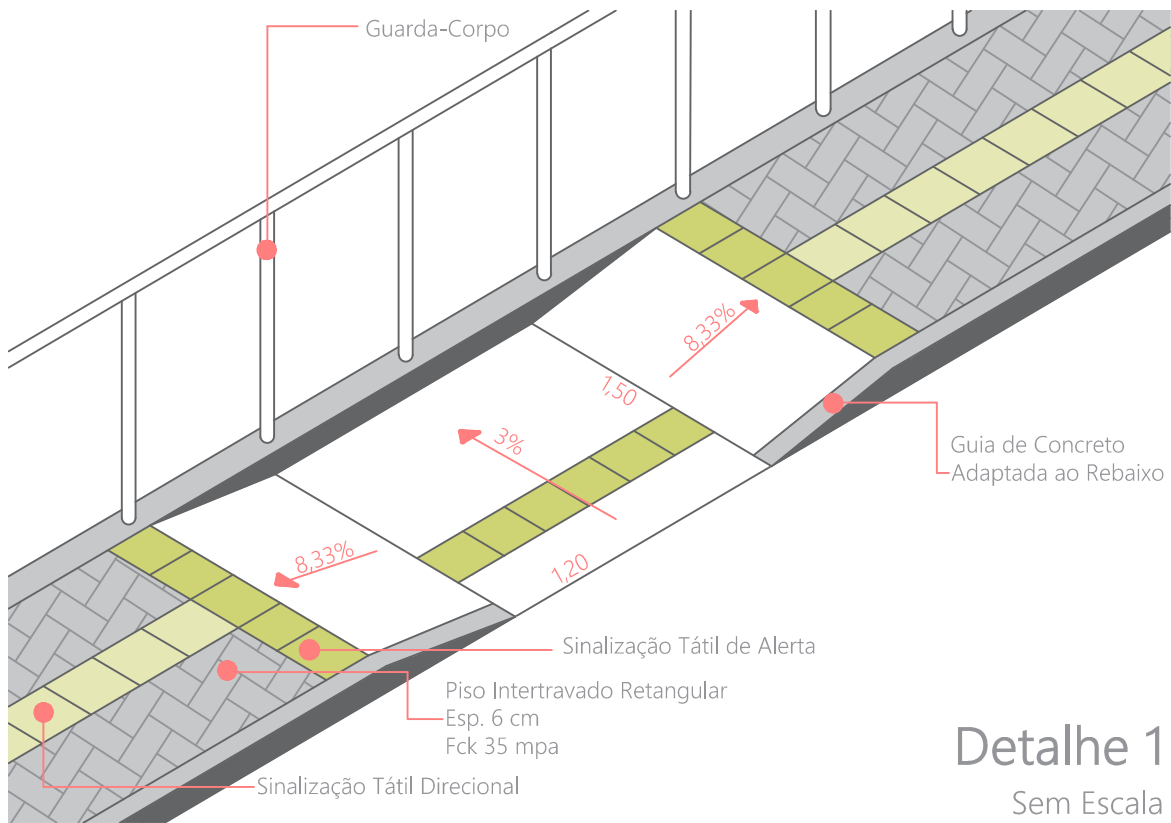 Guarda-Corpo
8,33%
1,50
3%
Guia de Concreto
Adaptada ao Rebaixo
8,33%
1,20
Sinalização Tátil de Alerta
Piso Intertravado Retangular
Esp. 6 cm
Fck 35 mpa
Sinalização Tátil Direcional
Detalhe 1
Sem Escala